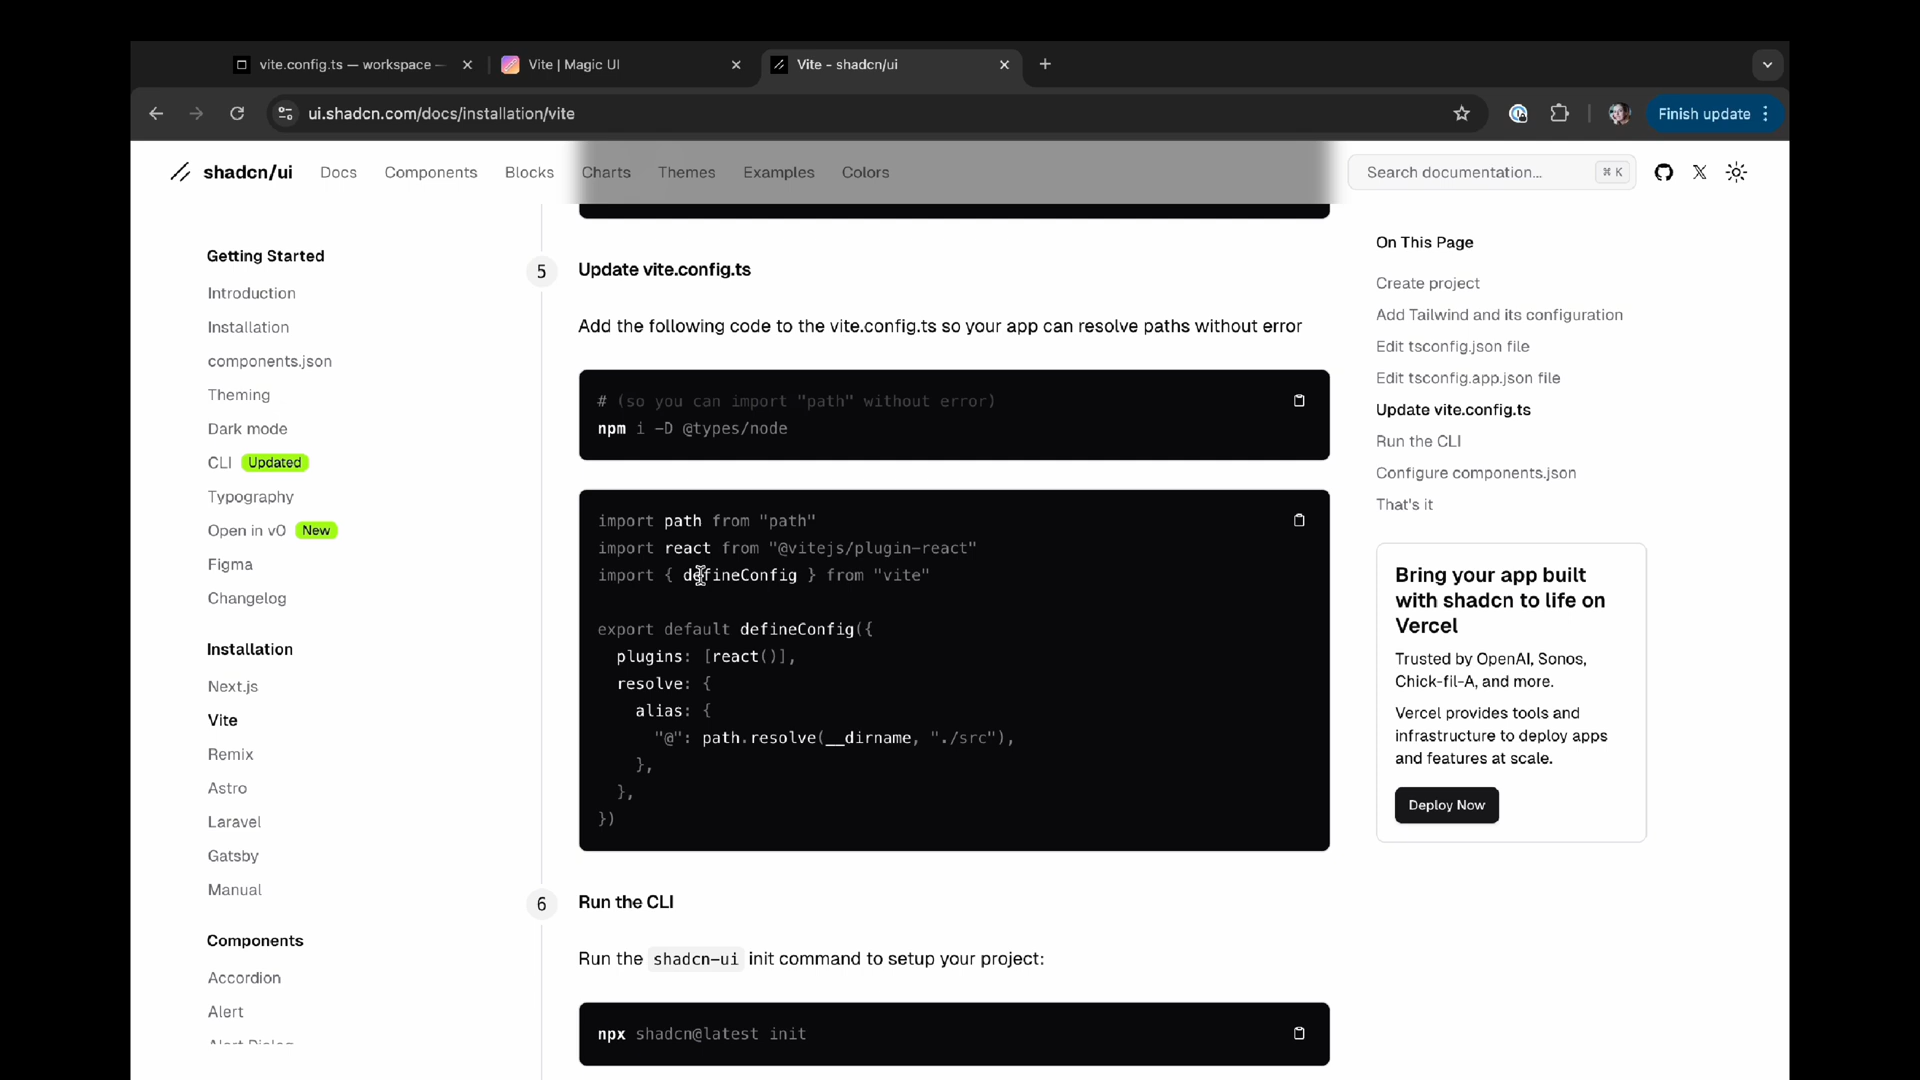 vite.config.ts — workspace —
Vite | Magic UI
Vite - shadcn/ui
ui.shadcn.com/docs/installation/vite
Finish update
shadcn/ui
Docs
Components
Blocks
Charts
Themes
Examples
Colors
Search documentation...
⌘ K
Getting Started
Introduction
Installation
components.json
Theming
Dark mode
CLI Updated
Typography
Open in v0 New
Figma
Changelog
Installation
Next.js
Vite
Remix
Astro
Laravel
Gatsby
Manual
Components
Accordion
Alert
Alert Dialog
5
Update vite.config.ts
Add the following code to the vite.config.ts so your app can resolve paths without error
# (so you can import "path" without error)
npm i -D @types/node
import path from "path"
import react from "@vitejs/plugin-react"
import { defineConfig } from "vite"
export default defineConfig({
plugins: [react()],
resolve: {
alias: {
"@": path.resolve(__dirname, "./src"),
},
},
})
6
Run the CLI
Run the shadcn-ui init command to setup your project:
npx shadcn@latest init
On This Page
Create project
Add Tailwind and its configuration
Edit tsconfig.json file
Edit tsconfig.app.json file
Update vite.config.ts
Run the CLI
Configure components.json
That's it
Bring your app built
with shadcn to life on
Vercel
Trusted by OpenAI, Sonos,
Chick-fil-A, and more.
Vercel provides tools and
infrastructure to deploy apps
and features at scale.
Deploy Now